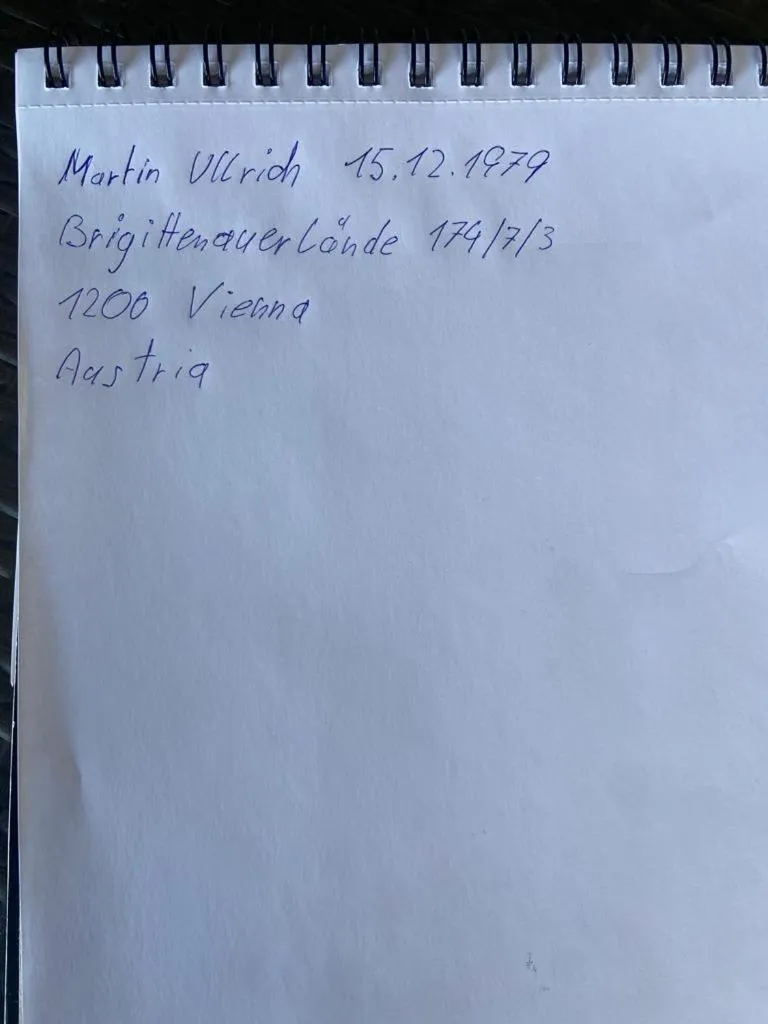 Martin Ullrich 15.12.1979
Brigittenauerlände 174/7/3
1200 Vienna
Austria